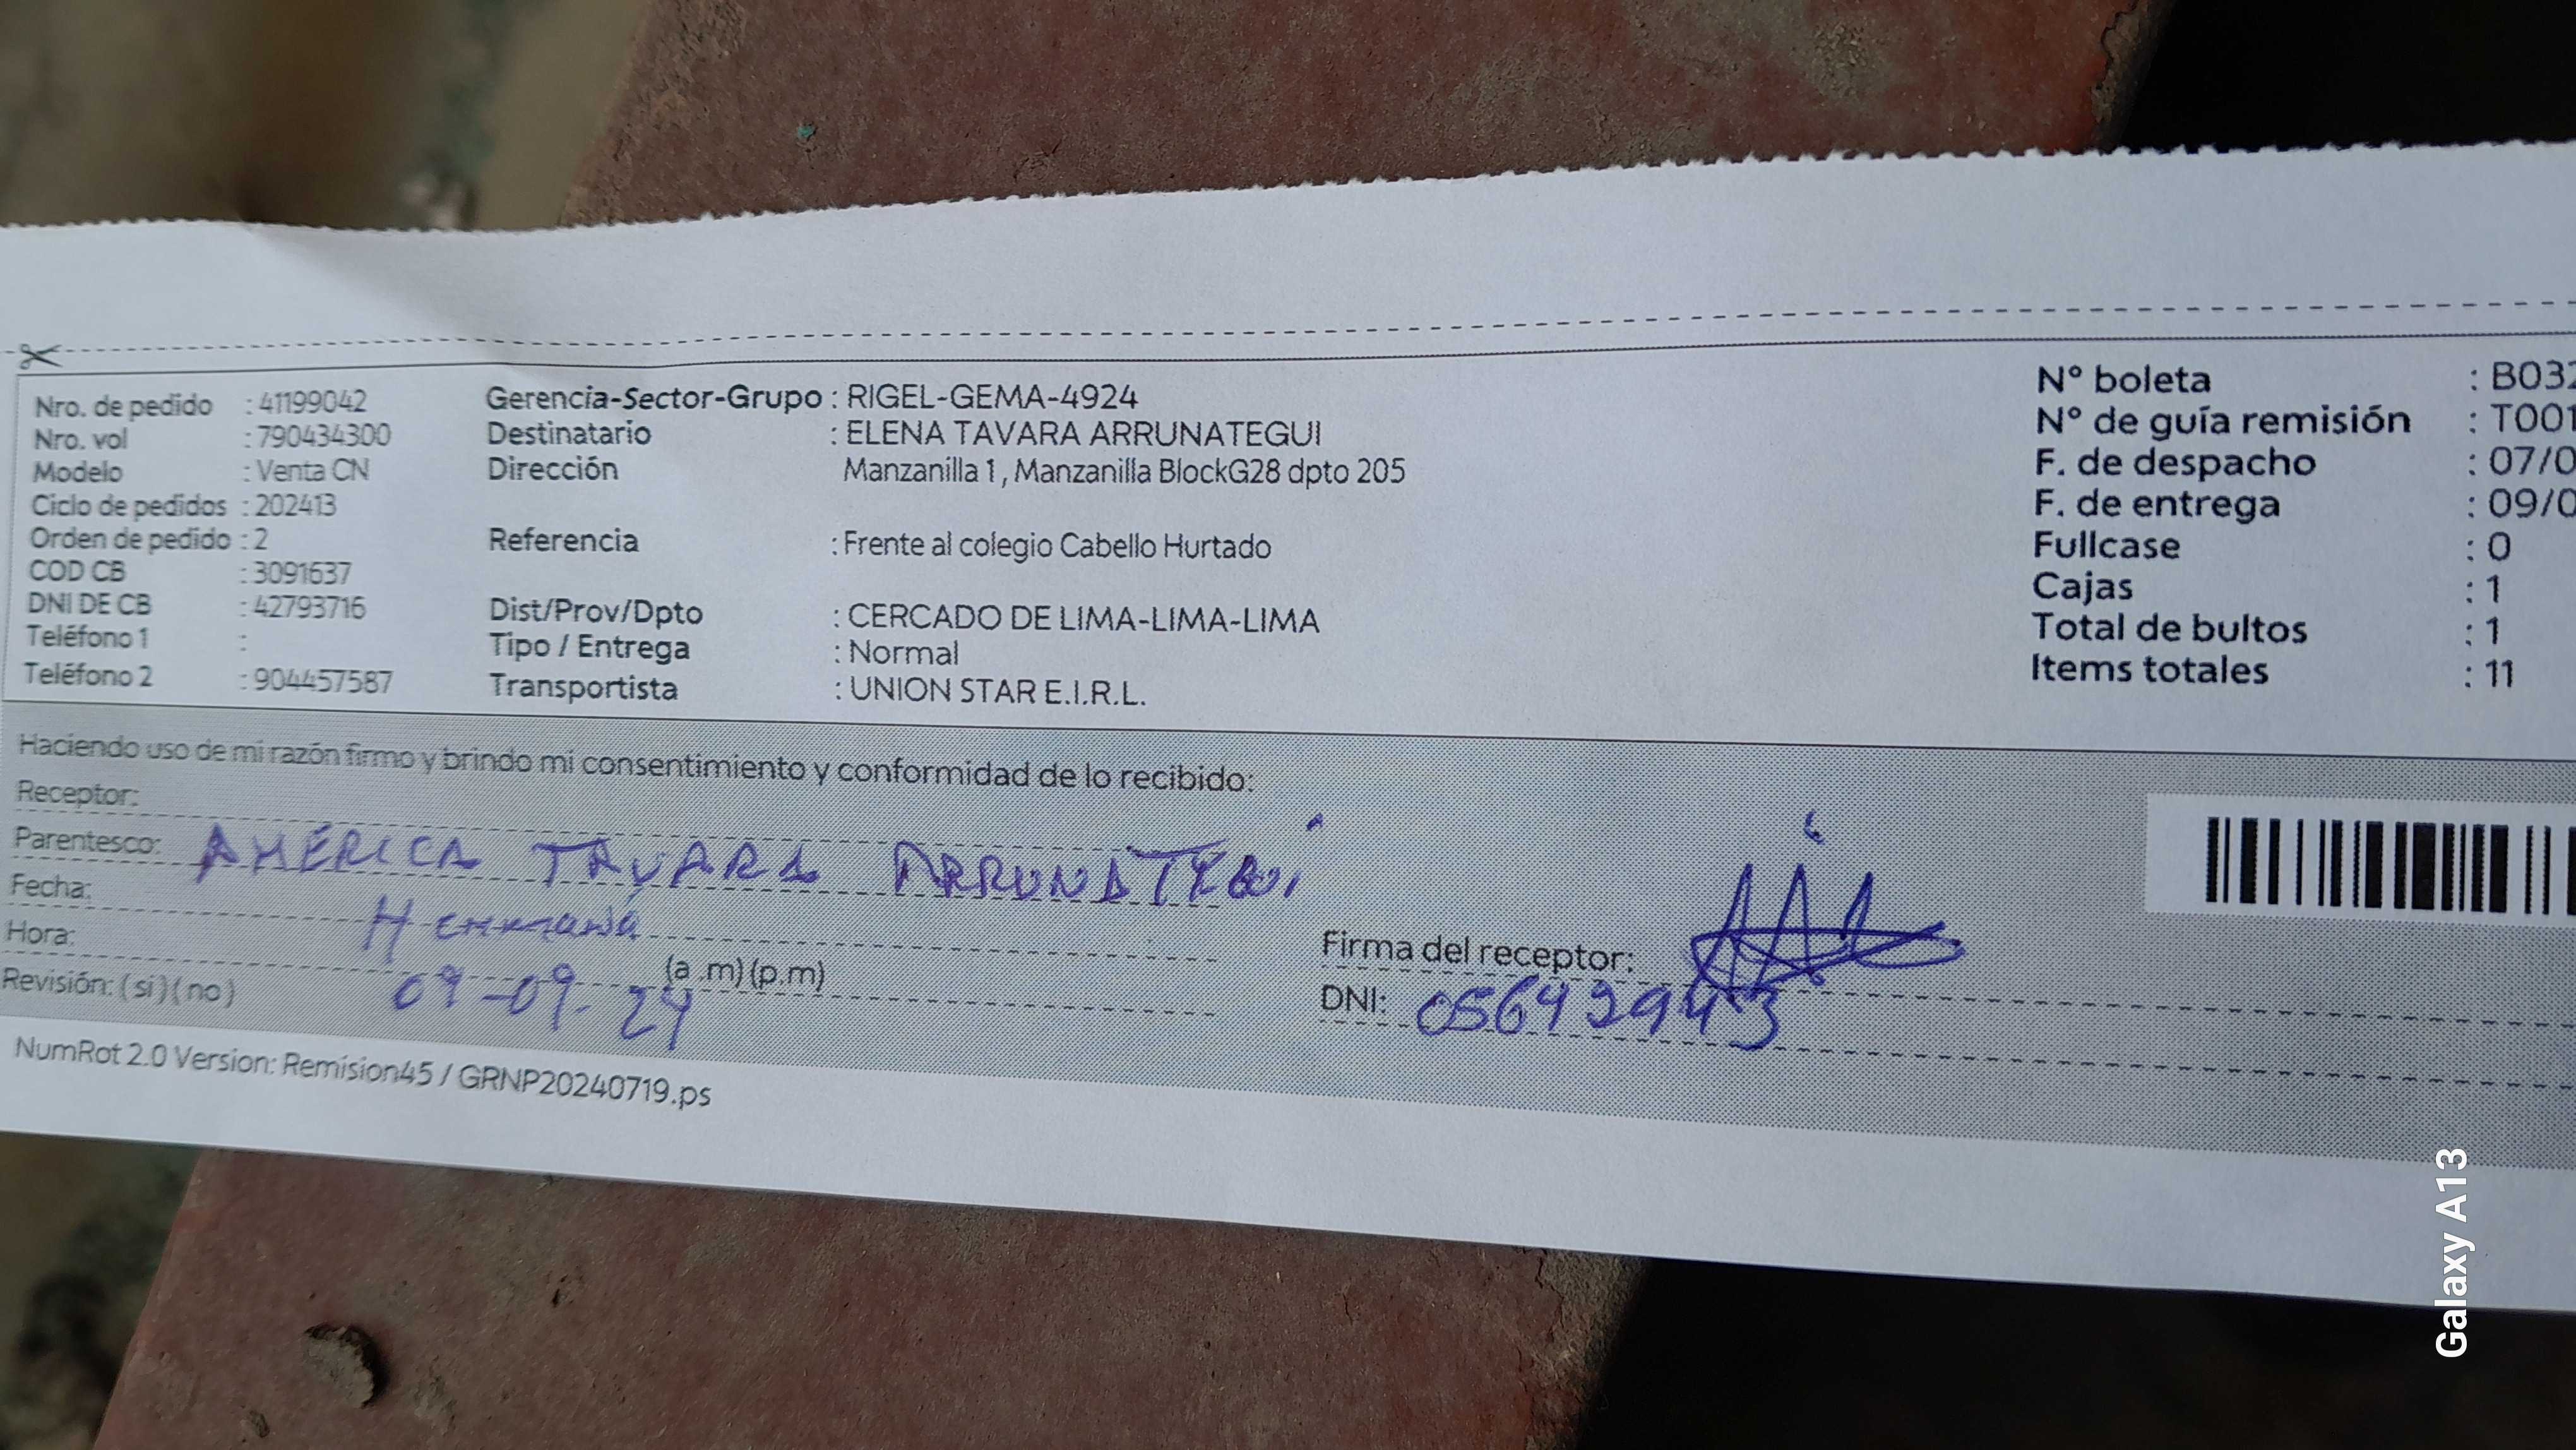 Nro. de pedido : 41199042
Nro. vol : 790434300
Modelo : Venta CN
Ciclo de pedidos : 202413
Orden de pedido : 2
COD CB : 3091637
DNI DE CB : 42793716
Teléfono 1 :
Teléfono 2 : 904457587
Gerencia-Sector-Grupo : RIGEL-GEMA-4924
Destinatario : ELENA TAVARA ARRUNATEGUI
Dirección Manzanilla 1, Manzanilla BlockG28 dpto 205
Referencia : Frente al colegio Cabello Hurtado
Dist/Prov/Dpto : CERCADO DE LIMA-LIMA-LIMA
Tipo / Entrega : Normal
Transportista : UNION STAR E.I.R.L.
N° boleta : B032
N° de guía remisión : T001
F. de despacho : 07/0
F. de entrega : 09/0
Fullcase : 0
Cajas : 1
Total de bultos : 1
Items totales : 11
Haciendo uso de mi razón firmo y brindo mi consentimiento y conformidad de lo recibido:
Receptor:
Parentesco: AMÉRICA TAVARA ARRUNATEGUI
Fecha: Hermana
Hora: (a .m) (p.m)
Revisión: ( si ) ( no ) 09-09-24
Firma del receptor:
DNI: 05642943
NumRot 2.0 Version: Remision45 / GRNP20240719.ps
Galaxy A13